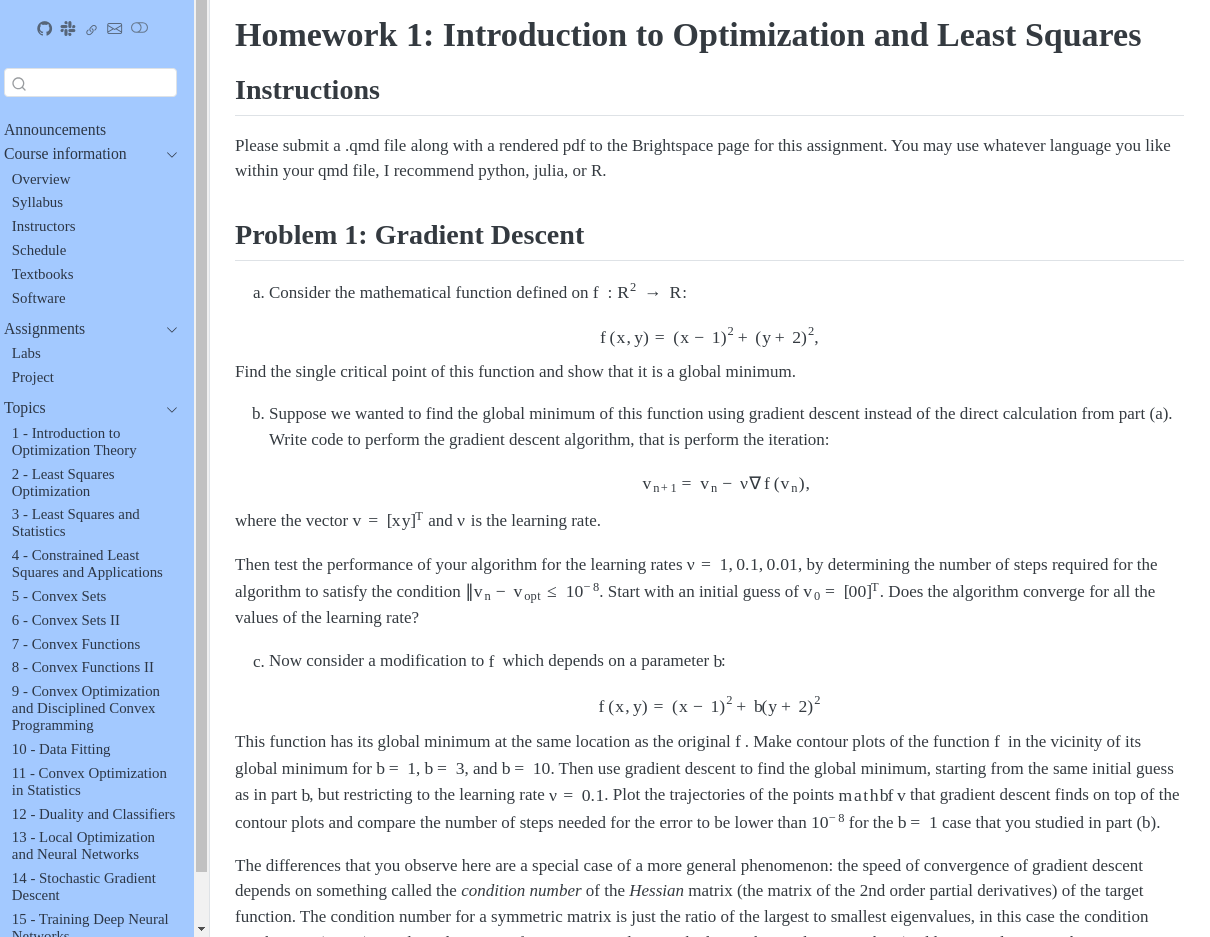 Announcements
Course information
Overview
Syllabus
Instructors
Schedule
Textbooks
Software
Assignments
Labs
Project
Topics
1 - Introduction to
Optimization Theory
2 - Least Squares
Optimization
3 - Least Squares and
Statistics
4 - Constrained Least
Squares and Applications
5 - Convex Sets
6 - Convex Sets II
7 - Convex Functions
8 - Convex Functions II
9 - Convex Optimization
and Disciplined Convex
Programming
10 - Data Fitting
11 - Convex Optimization
in Statistics
12 - Duality and Classifiers
13 - Local Optimization
and Neural Networks
14 - Stochastic Gradient
Descent
15 - Training Deep Neural
Networks
Homework 1: Introduction to Optimization and Least Squares
Instructions
Please submit a .qmd file along with a rendered pdf to the Brightspace page for this assignment. You may use whatever language you like
within your qmd file, I recommend python, julia, or R.
Problem 1: Gradient Descent
a. Consider the mathematical function defined on f : R² → R:
f (x, y) = (x − 1)² + (y + 2)²,
Find the single critical point of this function and show that it is a global minimum.
b. Suppose we wanted to find the global minimum of this function using gradient descent instead of the direct calculation from part (a).
Write code to perform the gradient descent algorithm, that is perform the iteration:
vₙ₊₁ = vₙ − ν∇f (vₙ),
where the vector v = [xy]ᵀ and ν is the learning rate.
Then test the performance of your algorithm for the learning rates ν = 1, 0.1, 0.01, by determining the number of steps required for the
algorithm to satisfy the condition ∥vₙ − vₒₚₜ ≤ 10⁻⁸. Start with an initial guess of v₀ = [00]ᵀ. Does the algorithm converge for all the
values of the learning rate?
c. Now consider a modification to f which depends on a parameter b:
f (x, y) = (x − 1)² + b(y + 2)²
This function has its global minimum at the same location as the original f . Make contour plots of the function f in the vicinity of its
global minimum for b = 1, b = 3, and b = 10. Then use gradient descent to find the global minimum, starting from the same initial guess
as in part b, but restricting to the learning rate ν = 0.1. Plot the trajectories of the points mathbf v that gradient descent finds on top of the
contour plots and compare the number of steps needed for the error to be lower than 10⁻⁸ for the b = 1 case that you studied in part (b).
The differences that you observe here are a special case of a more general phenomenon: the speed of convergence of gradient descent
depends on something called the condition number of the Hessian matrix (the matrix of the 2nd order partial derivatives) of the target
function. The condition number for a symmetric matrix is just the ratio of the largest to smallest eigenvalues, in this case the condition